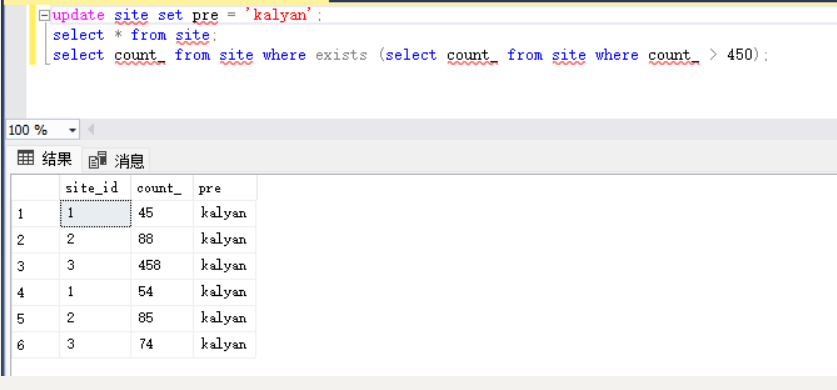 update site set pre = 'kalyan';
select * from site;
select count_ from site where exists (select count_ from site where count_ > 450);
100 %
结果 消息
site_id count_ pre
1 1 45 kalyan
2 2 88 kalyan
3 3 458 kalyan
4 1 54 kalyan
5 2 85 kalyan
6 3 74 kalyan